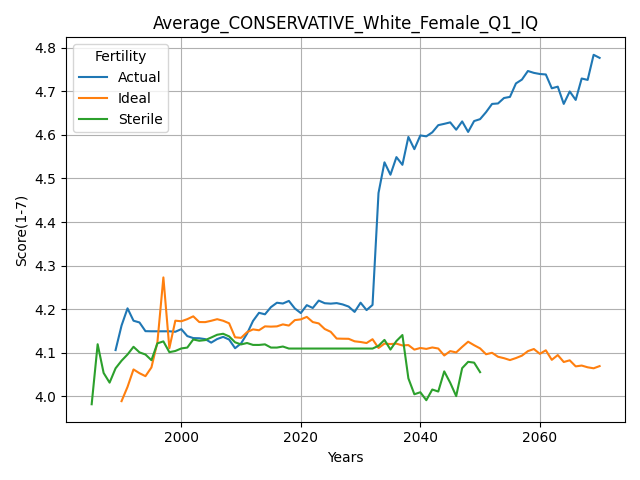 Average_CONSERVATIVE_White_Female_Q1_IQ
Fertility
Actual
Ideal
Sterile
Score(1-7)
4.8
4.7
4.6
4.5
4.4
4.3
4.2
4.1
4.0
2000
2020
2040
2060
Years